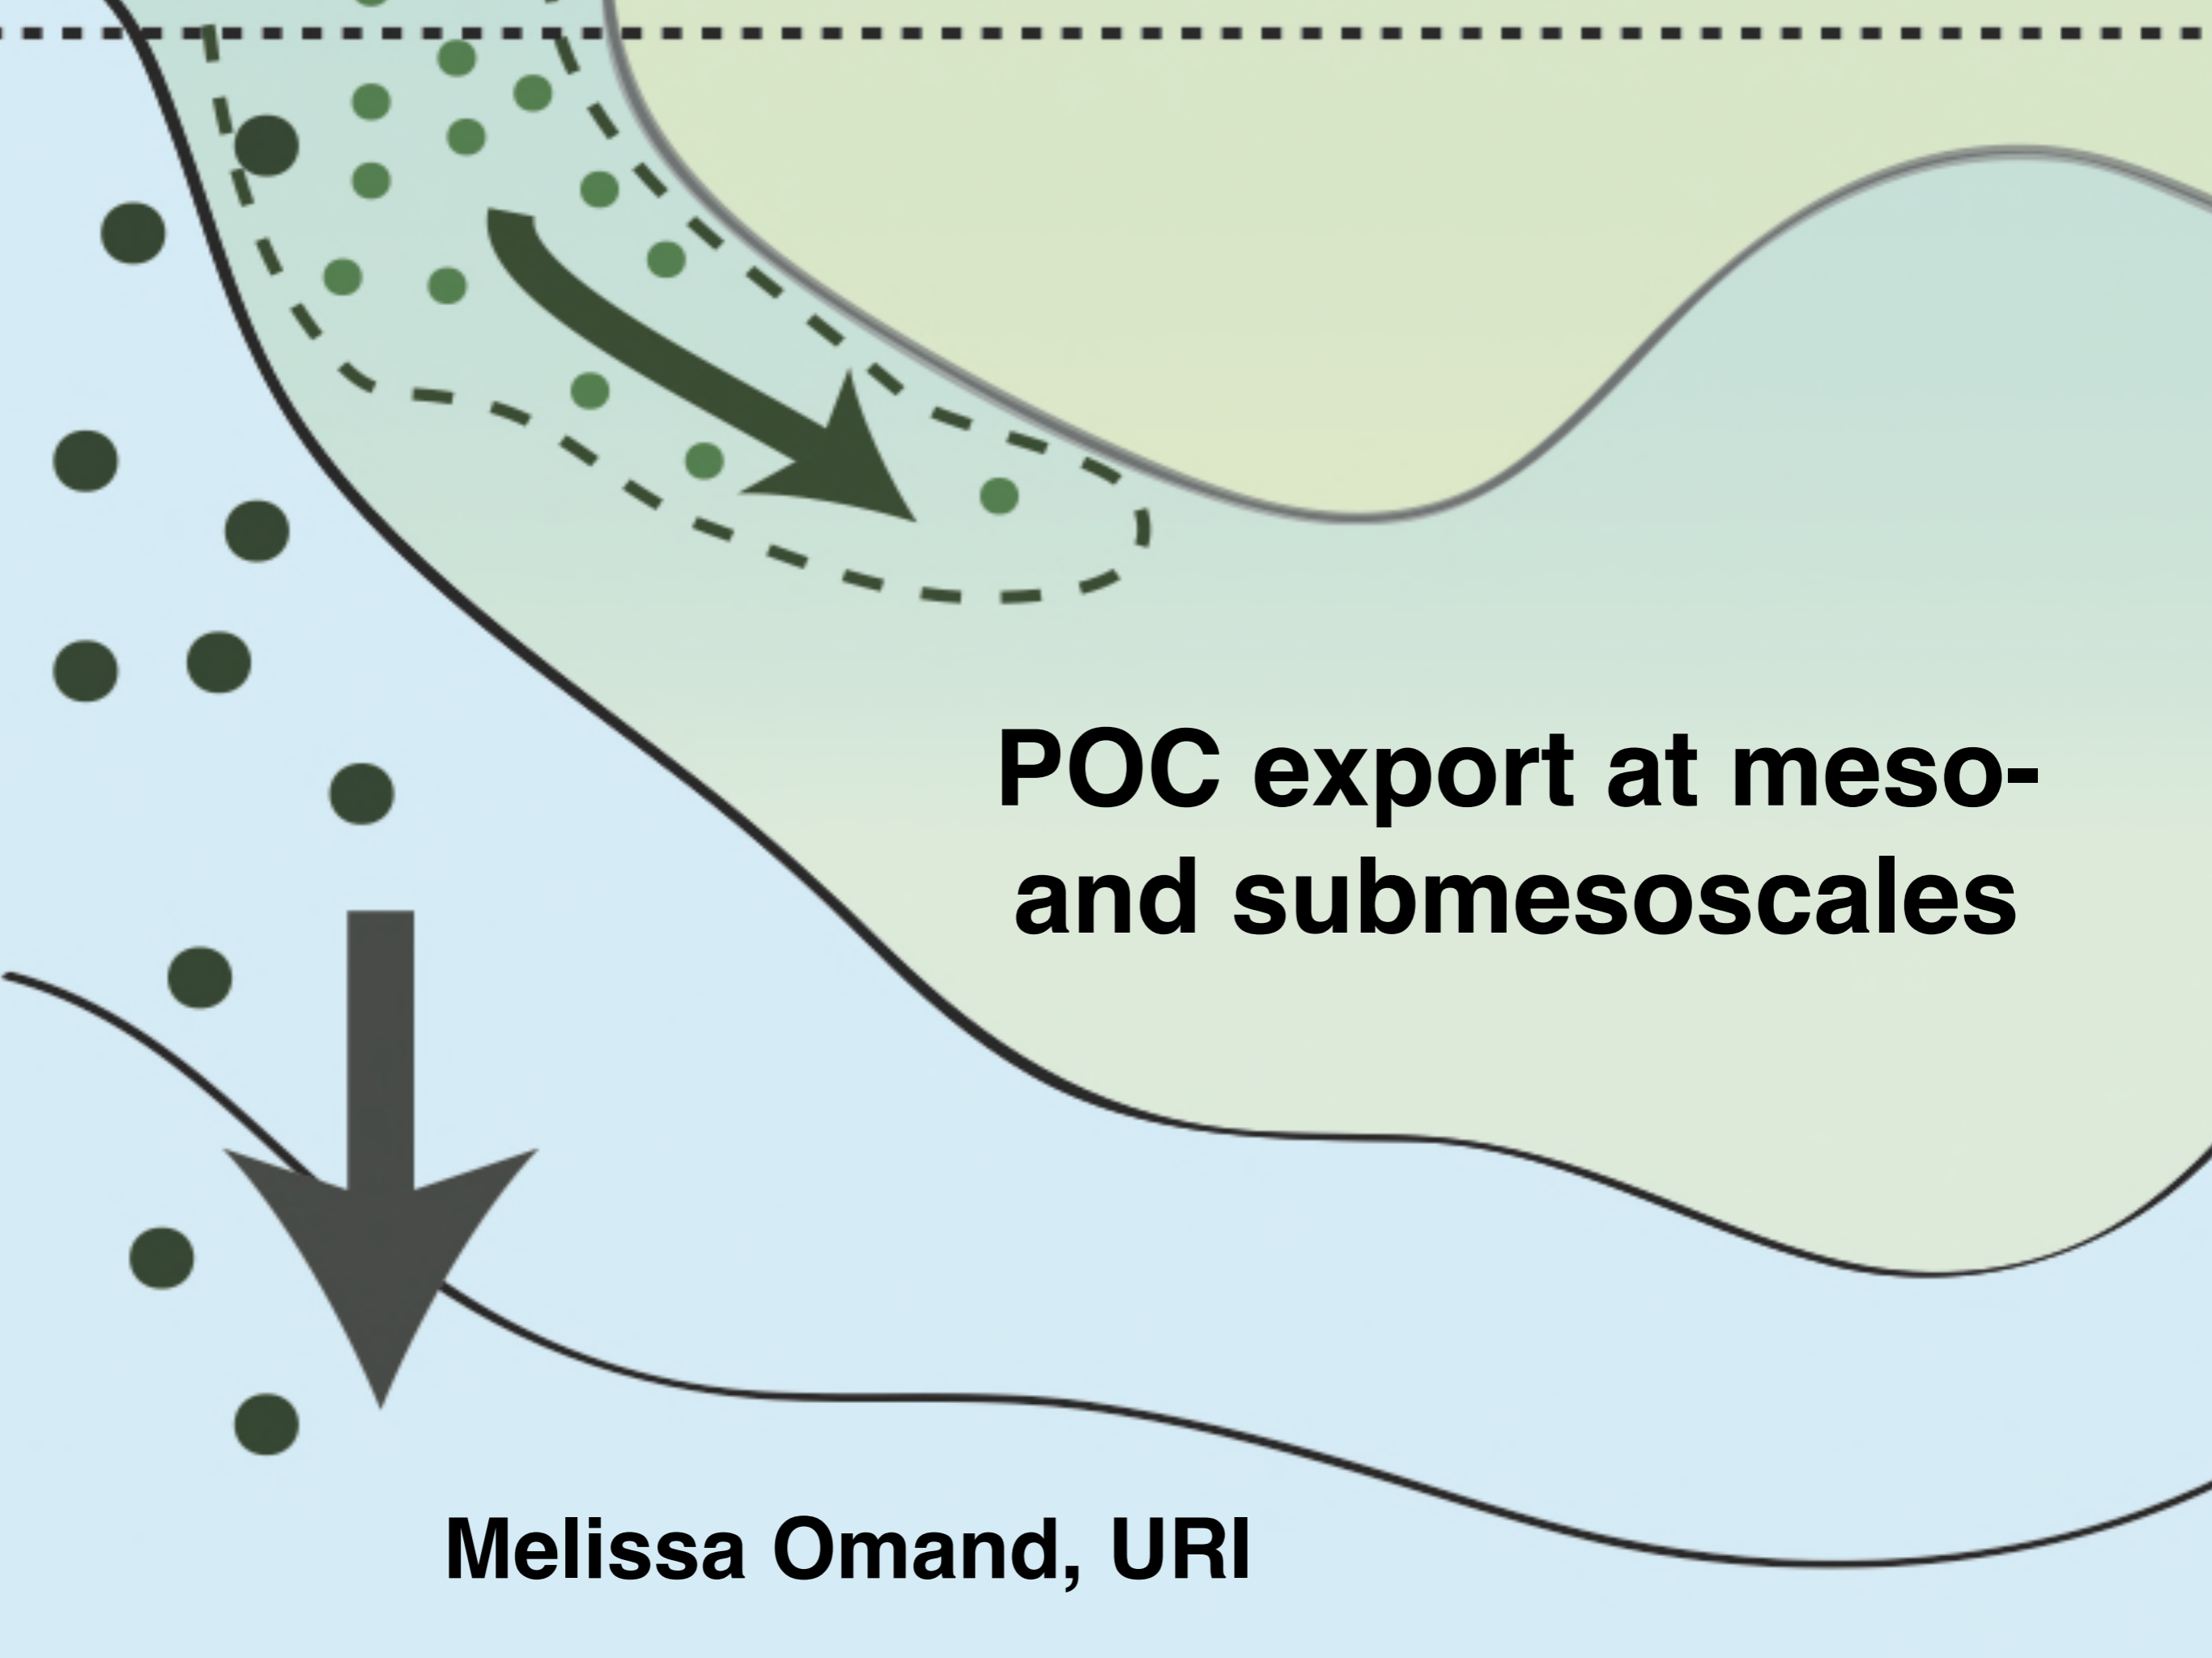 POC export at meso-
and submesoscales
Melissa Omand, URI